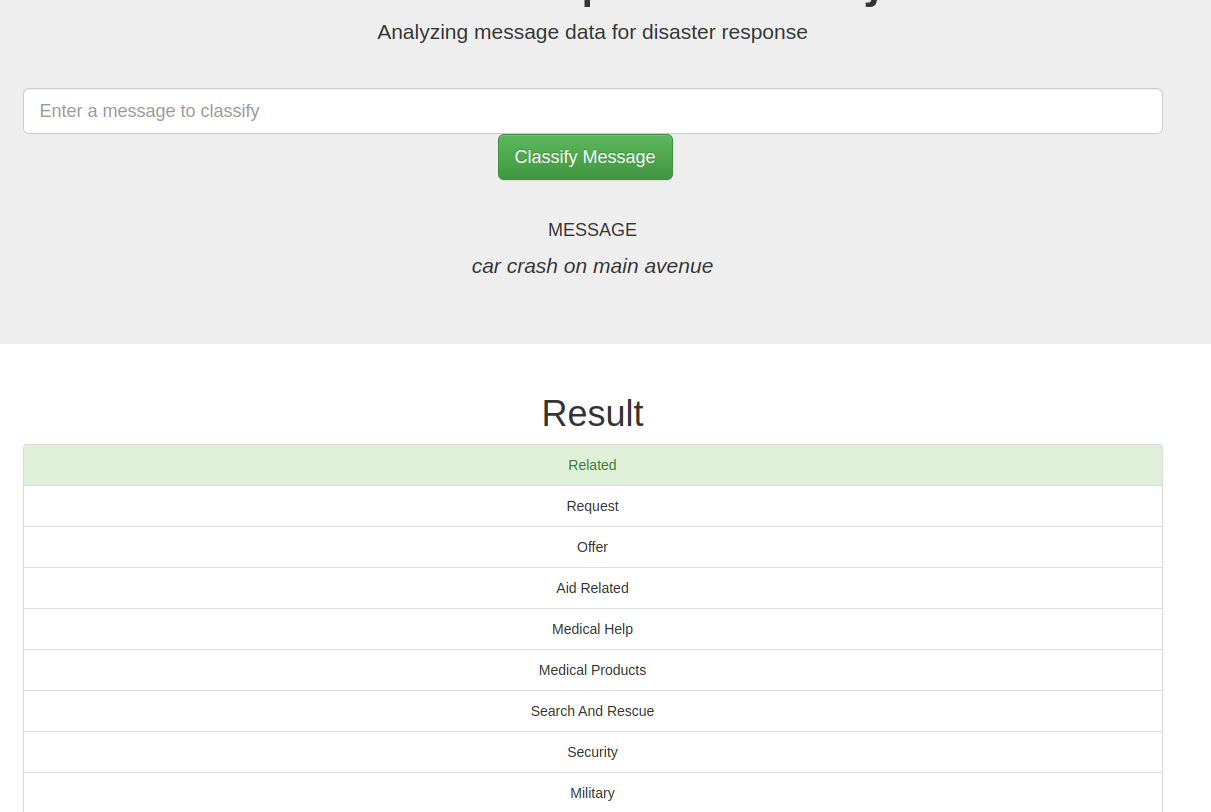 Analyzing message data for disaster response
Enter a message to classify
Classify Message
MESSAGE
car crash on main avenue
Result
Related
Request
Offer
Aid Related
Medical Help
Medical Products
Search And Rescue
Security
Military